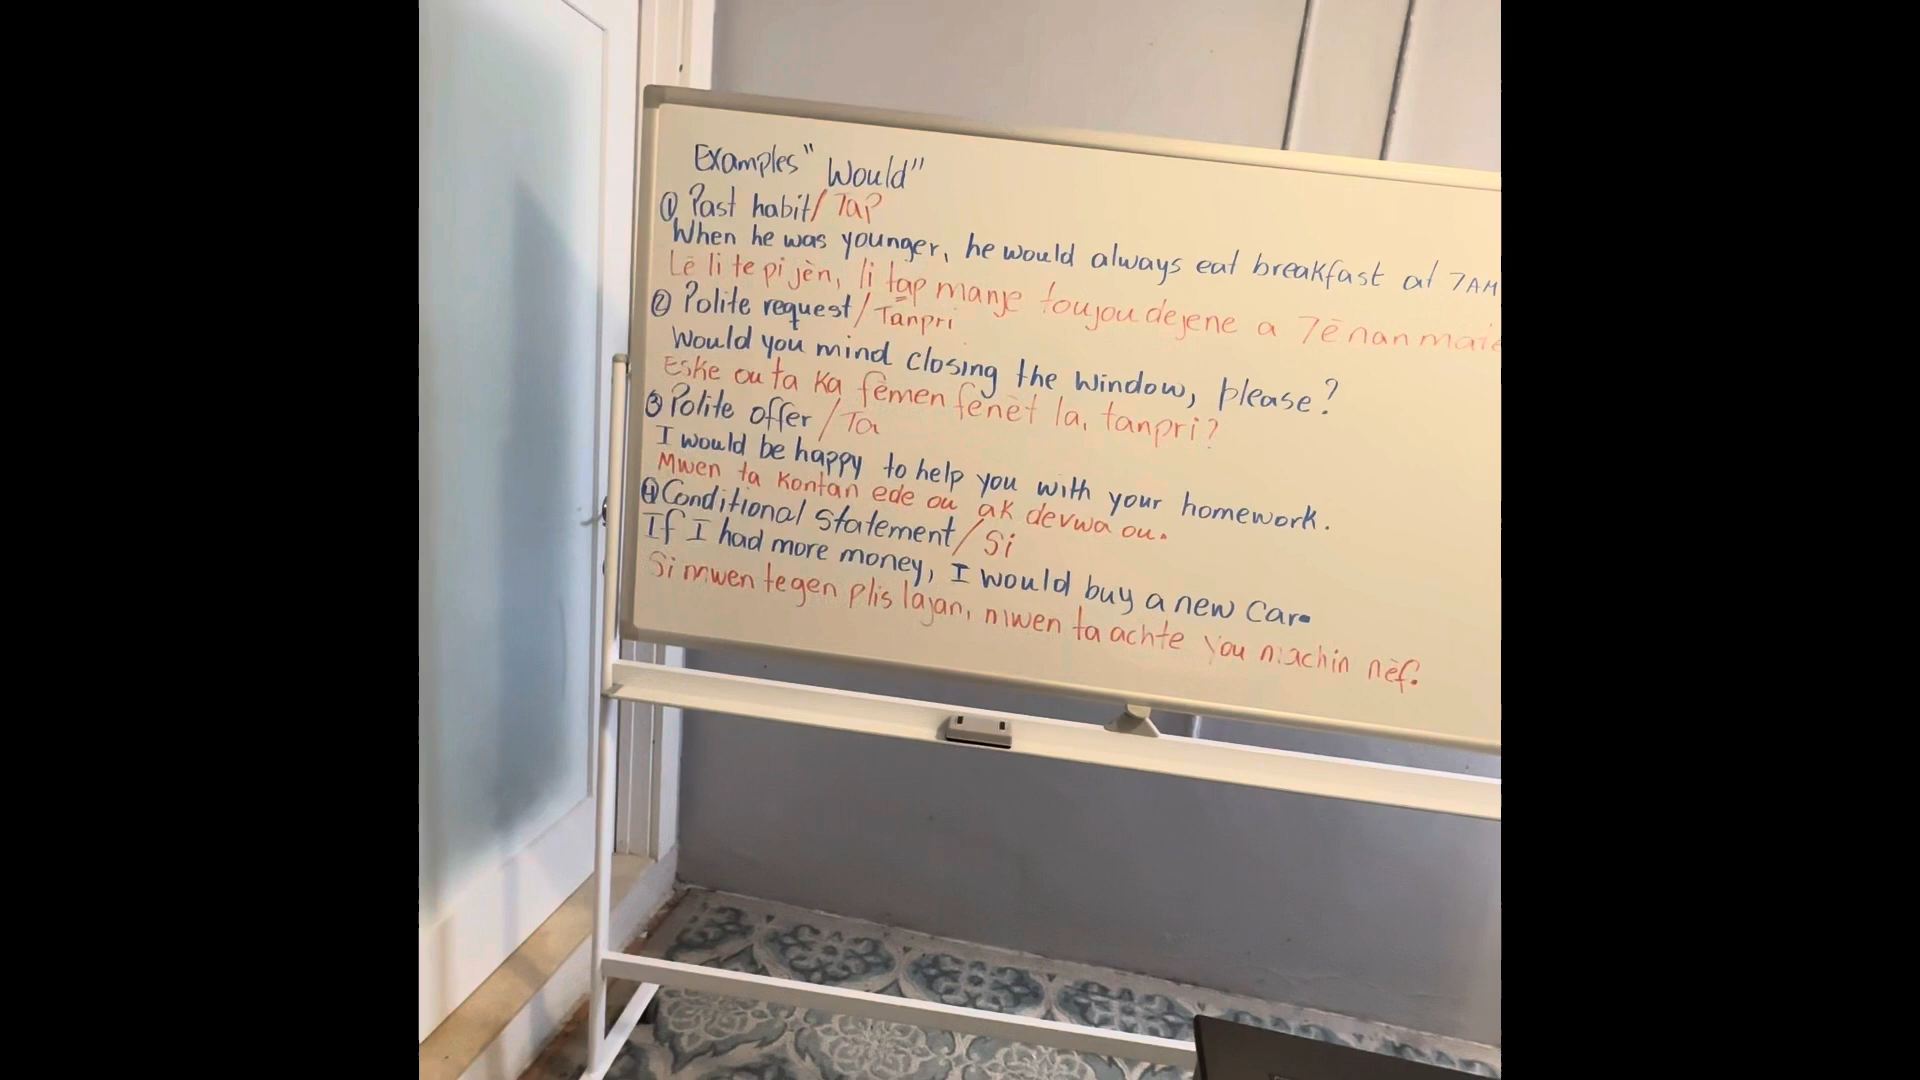 Examples "Would"
① Past habit/Tap
When he was younger, he would always eat breakfast at 7AM
Lè li te pi jèn, li tap manje toujou dejene a 7è nan mate
② Polite request/Tanpri
Would you mind closing the window, please?
Eske ou ta ka fèmen fenèt la, tanpri?
③ Polite offer/Ta
I would be happy to help you with your homework.
Mwen ta kontan ede ou ak devwa ou.
④ Conditional Statement/Si
If I had more money, I would buy a new car.
Si mwen te gen plis lajan, mwen ta achte you machin nèf.